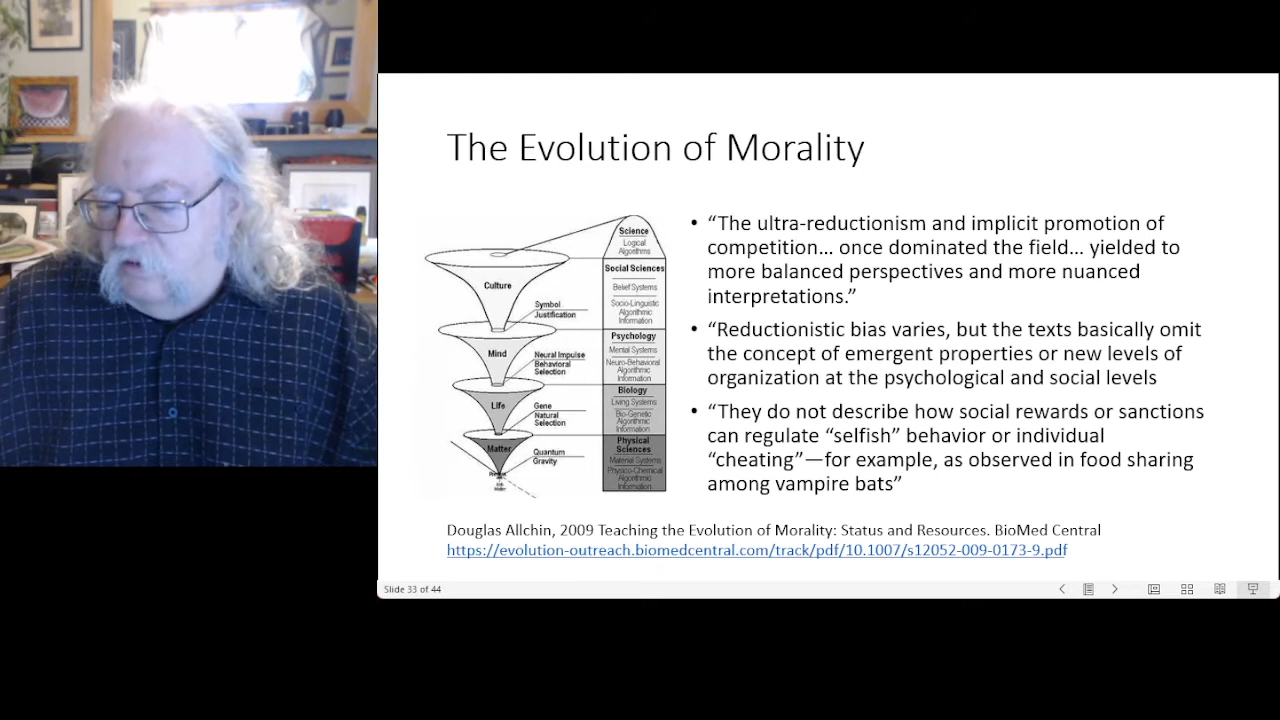 The Evolution of Morality
Science
Logical
Algorithms
Social Sciences
Belief Systems
Socio-Linguistic
Algorithmic
Information
Psychology
Mental Systems
Neuro-Behavioral
Algorithmic
Information
Biology
Living Systems
Bio-Genetic
Algorithmic
Information
Physical
Sciences
Material Systems
Physico-Chemical
Algorithmic
Information
Culture
Symbol
Justification
Mind
Neural Impulse
Behavioral
Selection
Life
Gene
Natural
Selection
Matter
Quantum
Gravity
• “The ultra-reductionism and implicit promotion of
competition… once dominated the field… yielded to
more balanced perspectives and more nuanced
interpretations.”
• “Reductionistic bias varies, but the texts basically omit
the concept of emergent properties or new levels of
organization at the psychological and social levels
• “They do not describe how social rewards or sanctions
can regulate “selfish” behavior or individual
“cheating”—for example, as observed in food sharing
among vampire bats”
Douglas Allchin, 2009 Teaching the Evolution of Morality: Status and Resources. BioMed Central
https://evolution-outreach.biomedcentral.com/track/pdf/10.1007/s12052-009-0173-9.pdf
Slide 33 of 44